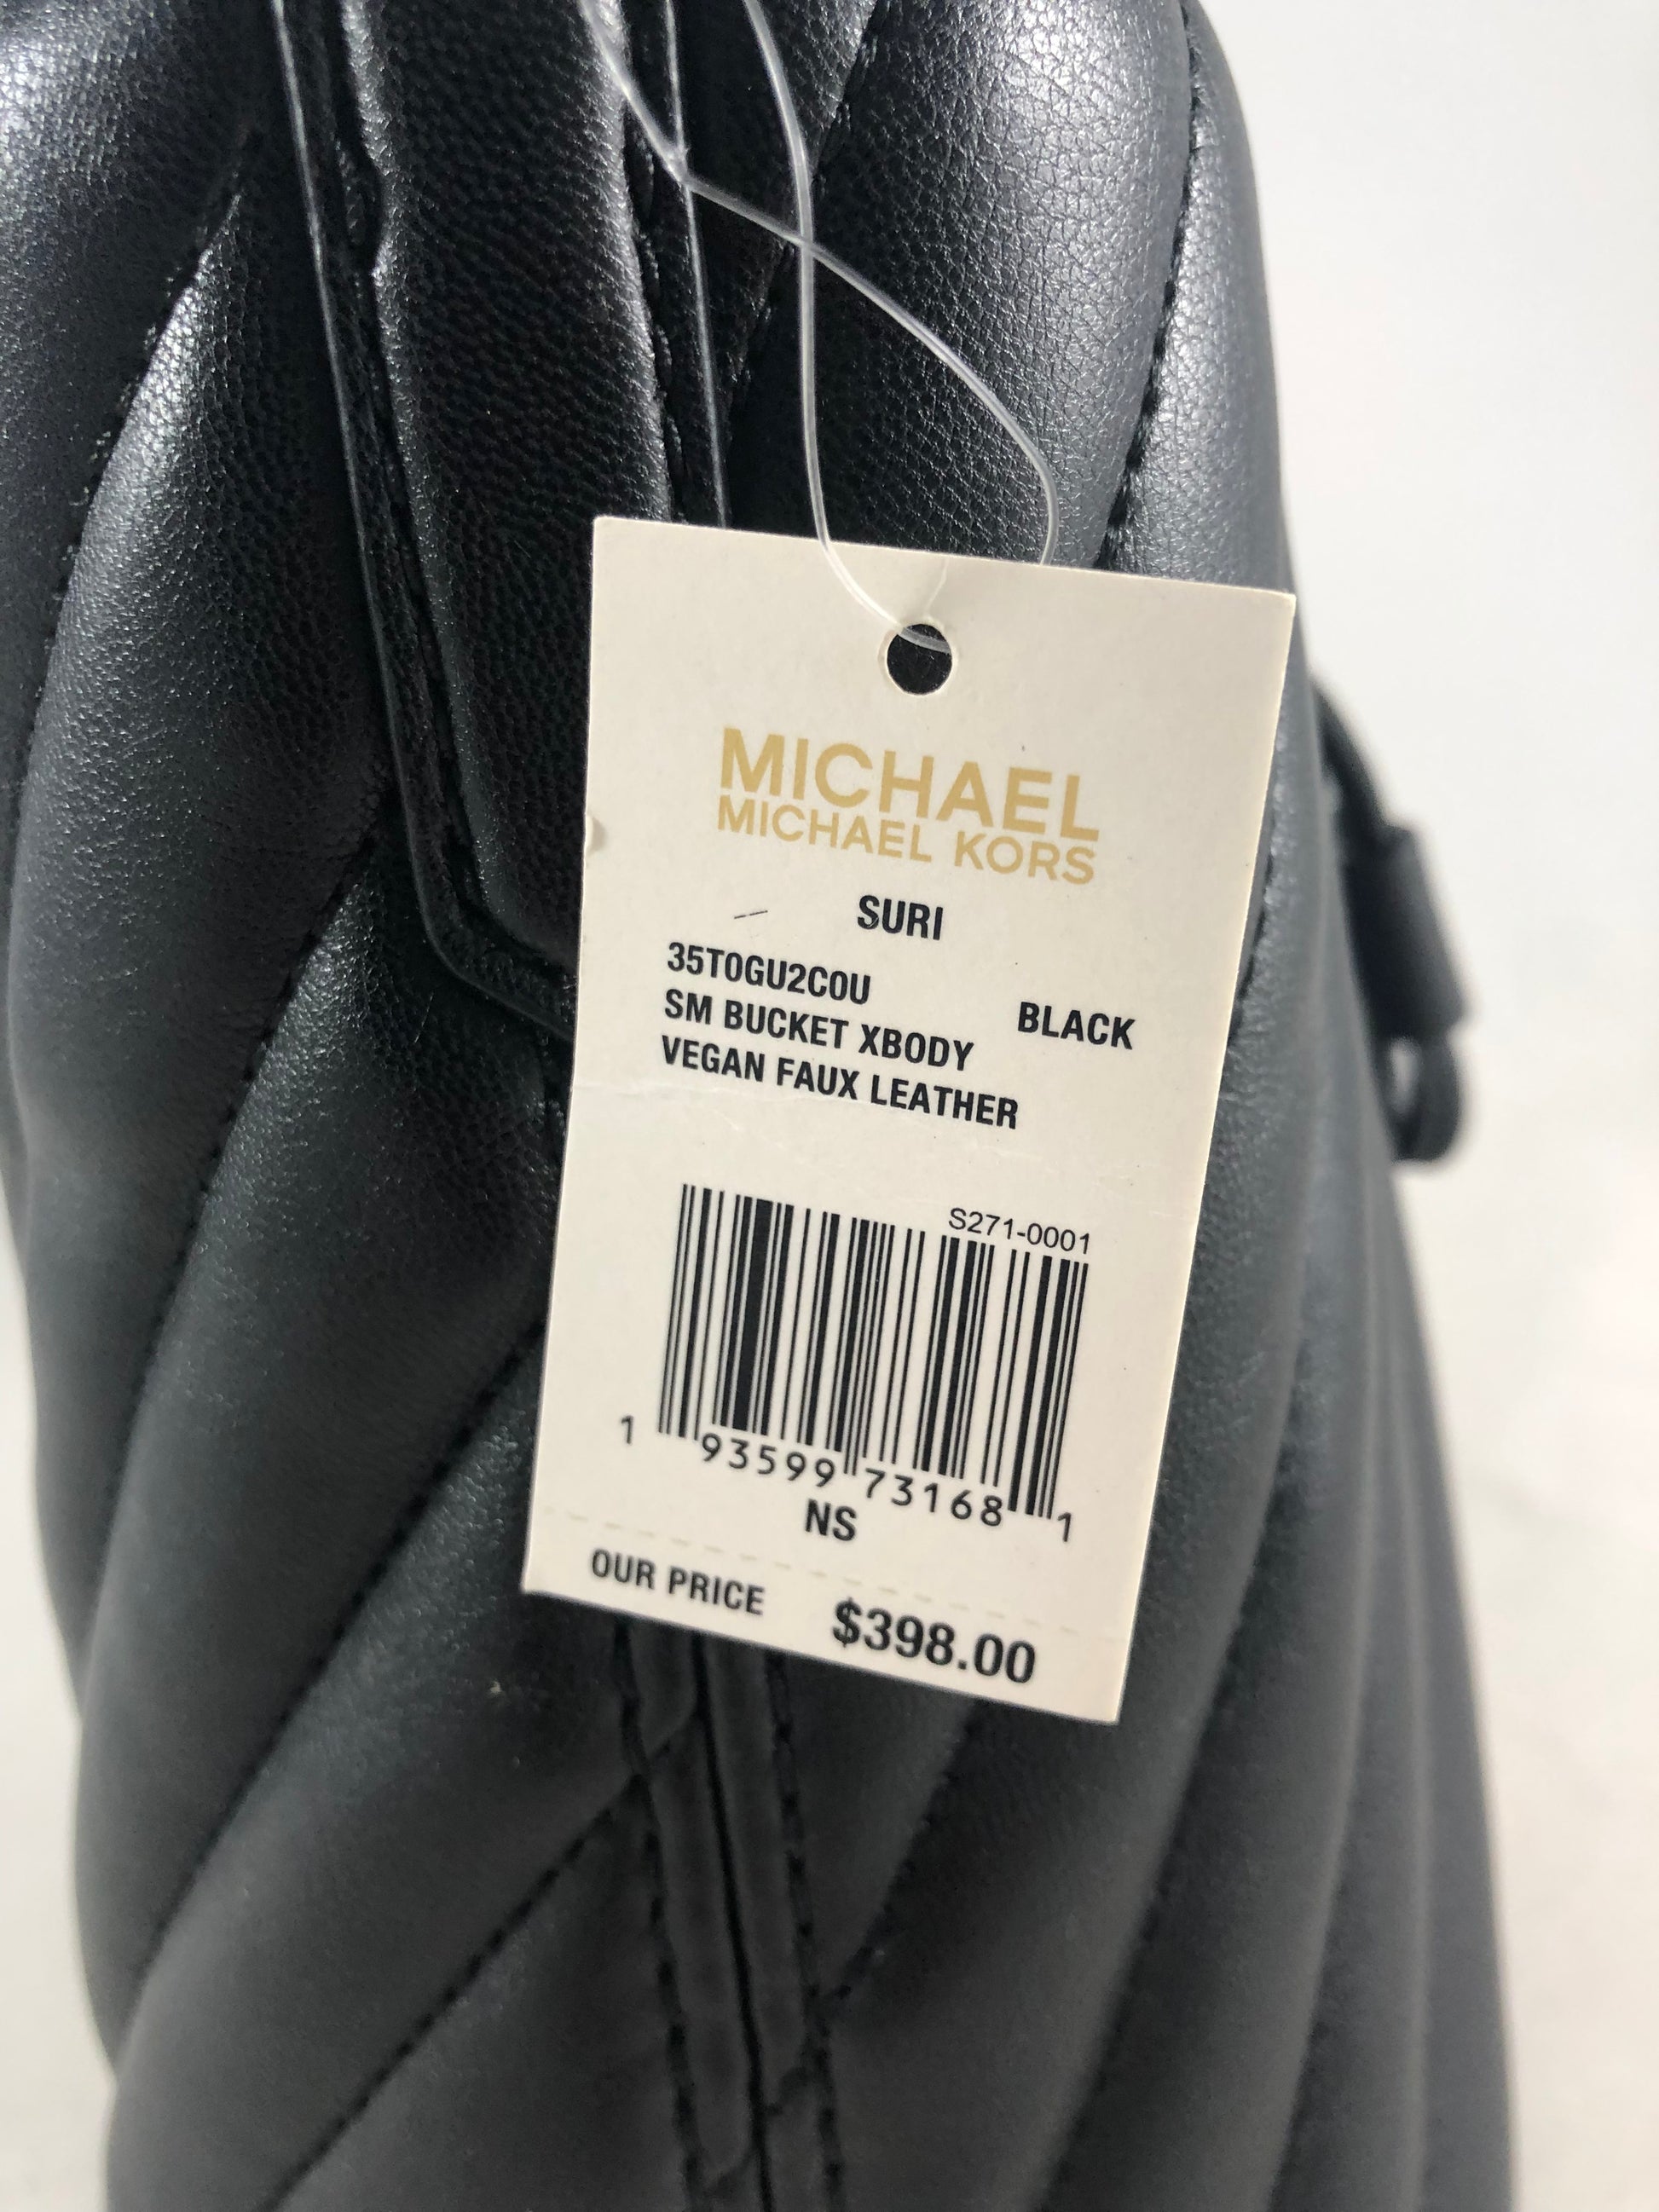 MICHAEL
MICHAEL KORS
SURI
35T0GU2C0U
SM BUCKET XBODY BLACK
VEGAN FAUX LEATHER
S271-0001
1 93599 73168 1
NS
OUR PRICE $398.00